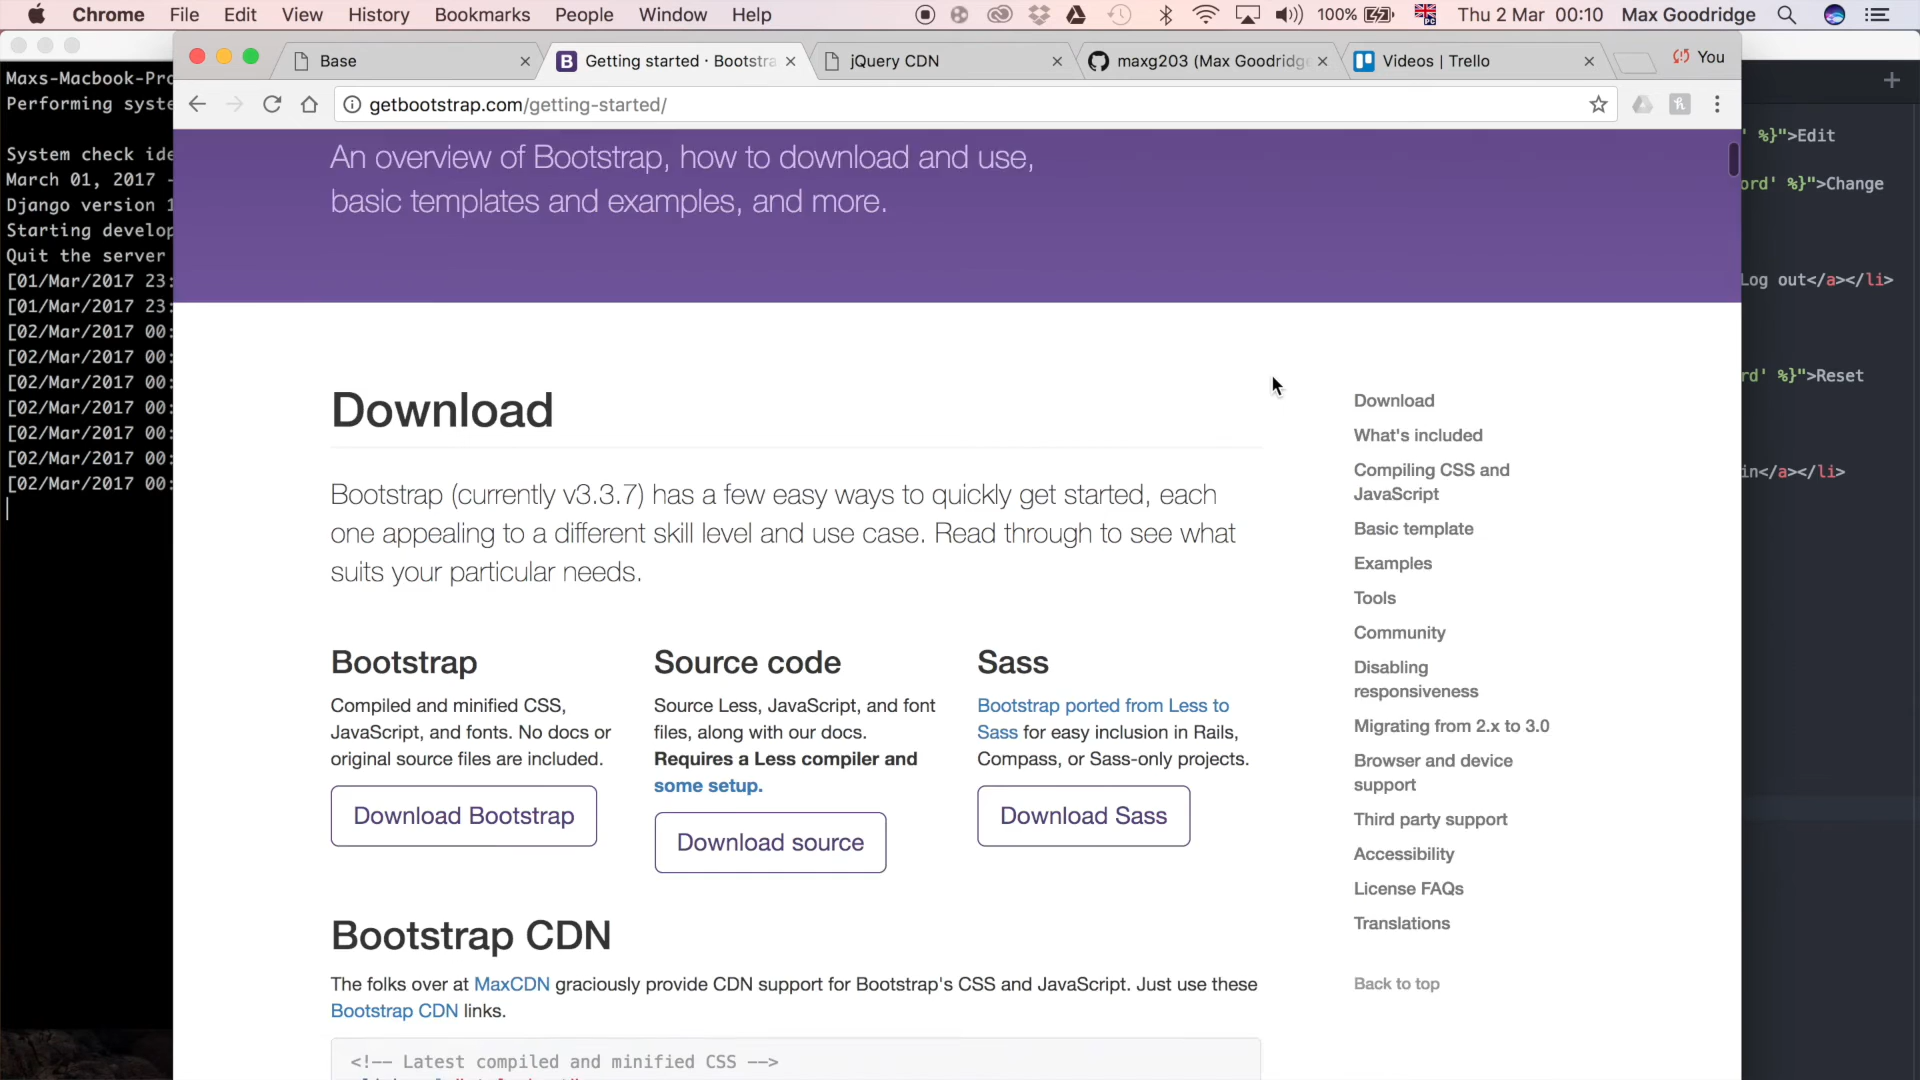 Chrome File Edit View History Bookmarks People Window Help 100% Thu 2 Mar 00:10 Max Goodridge
Base Getting started · Bootstra jQuery CDN maxg203 (Max Goodridge Videos | Trello You
getbootstrap.com/getting-started/
Maxs-Macbook-Pro
Performing syste
System check ide
March 01, 2017 -
Django version 1
Starting develop
Quit the server
[01/Mar/2017 23:
[01/Mar/2017 23:
[02/Mar/2017 00:
[02/Mar/2017 00:
[02/Mar/2017 00:
[02/Mar/2017 00:
[02/Mar/2017 00:
[02/Mar/2017 00:
[02/Mar/2017 00:
An overview of Bootstrap, how to download and use,
basic templates and examples, and more.
Download
Bootstrap (currently v3.3.7) has a few easy ways to quickly get started, each
one appealing to a different skill level and use case. Read through to see what
suits your particular needs.
Bootstrap
Compiled and minified CSS,
JavaScript, and fonts. No docs or
original source files are included.
Download Bootstrap
Source code
Source Less, JavaScript, and font
files, along with our docs.
Requires a Less compiler and
some setup.
Download source
Sass
Bootstrap ported from Less to
Sass for easy inclusion in Rails,
Compass, or Sass-only projects.
Download Sass
Bootstrap CDN
The folks over at MaxCDN graciously provide CDN support for Bootstrap's CSS and JavaScript. Just use these
Bootstrap CDN links.
<!-- Latest compiled and minified CSS -->
Download
What's included
Compiling CSS and
JavaScript
Basic template
Examples
Tools
Community
Disabling
responsiveness
Migrating from 2.x to 3.0
Browser and device
support
Third party support
Accessibility
License FAQs
Translations
Back to top
' %}">Edit
ord' %}">Change
Log out</a></li>
rd' %}">Reset
in</a></li>